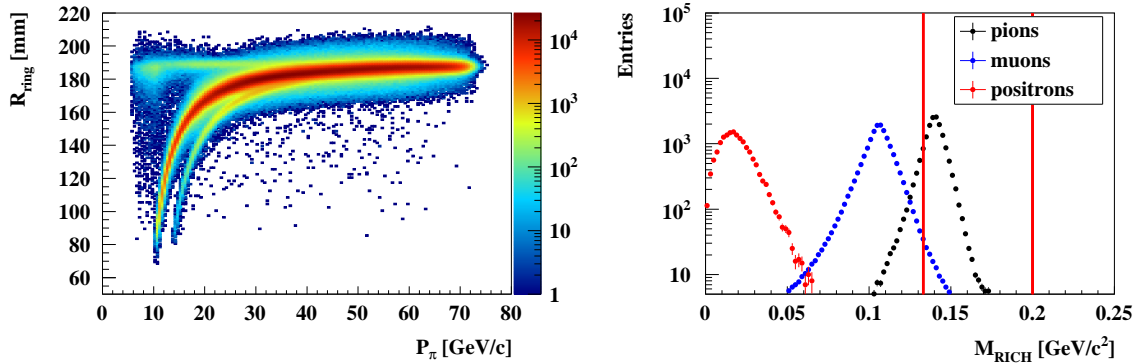 R_ring [mm]
220
200
180
160
140
120
100
80
60
0 10 20 30 40 50 60 70 80
P_π [GeV/c]
10^4
10^3
10^2
10
1
Entries
10^5
10^4
10^3
10^2
10
pions
muons
positrons
0 0.05 0.1 0.15 0.2 0.25
M_RICH [GeV/c^2]